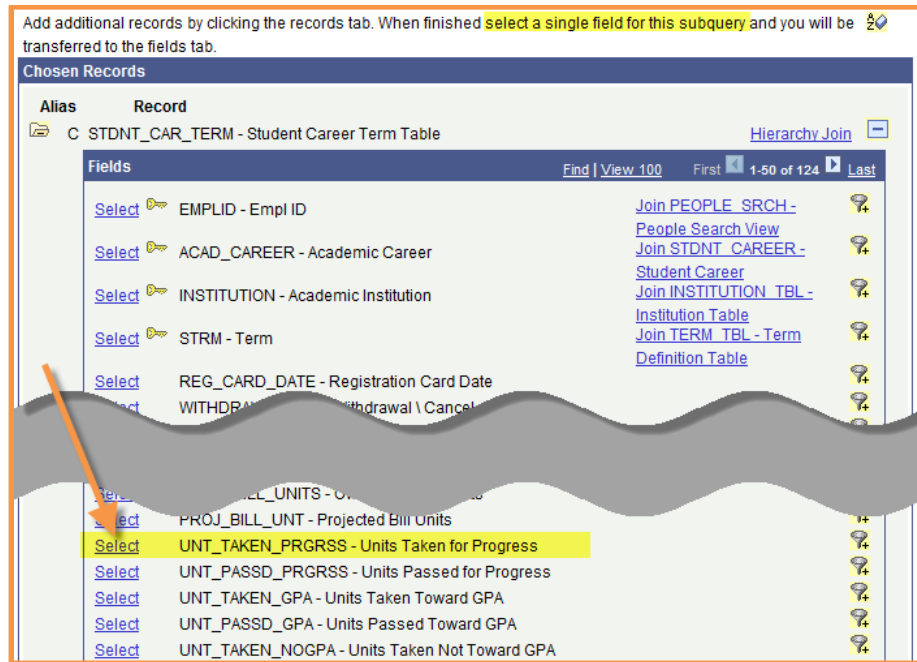 Add additional records by clicking the records tab. When finished select a single field for this subquery and you will be
transferred to the fields tab.
Chosen Records
Alias Record
C STDNT_CAR_TERM - Student Career Term Table Hierarchy Join
Fields Find | View 100 First 1-50 of 124 Last
Select EMPLID - Empl ID Join PEOPLE_SRCH -
People Search View
Select ACAD_CAREER - Academic Career Join STDNT_CAREER -
Student Career
Select INSTITUTION - Academic Institution Join INSTITUTION_TBL -
Institution Table
Select STRM - Term Join TERM_TBL - Term
Definition Table
Select REG_CARD_DATE - Registration Card Date
Select
Select PROJ_BILL_UNT - Projected Bill Units
Select UNT_TAKEN_PRGRSS - Units Taken for Progress
Select UNT_PASSD_PRGRSS - Units Passed for Progress
Select UNT_TAKEN_GPA - Units Taken Toward GPA
Select UNT_PASSD_GPA - Units Passed Toward GPA
Select UNT_TAKEN_NOGPA - Units Taken Not Toward GPA